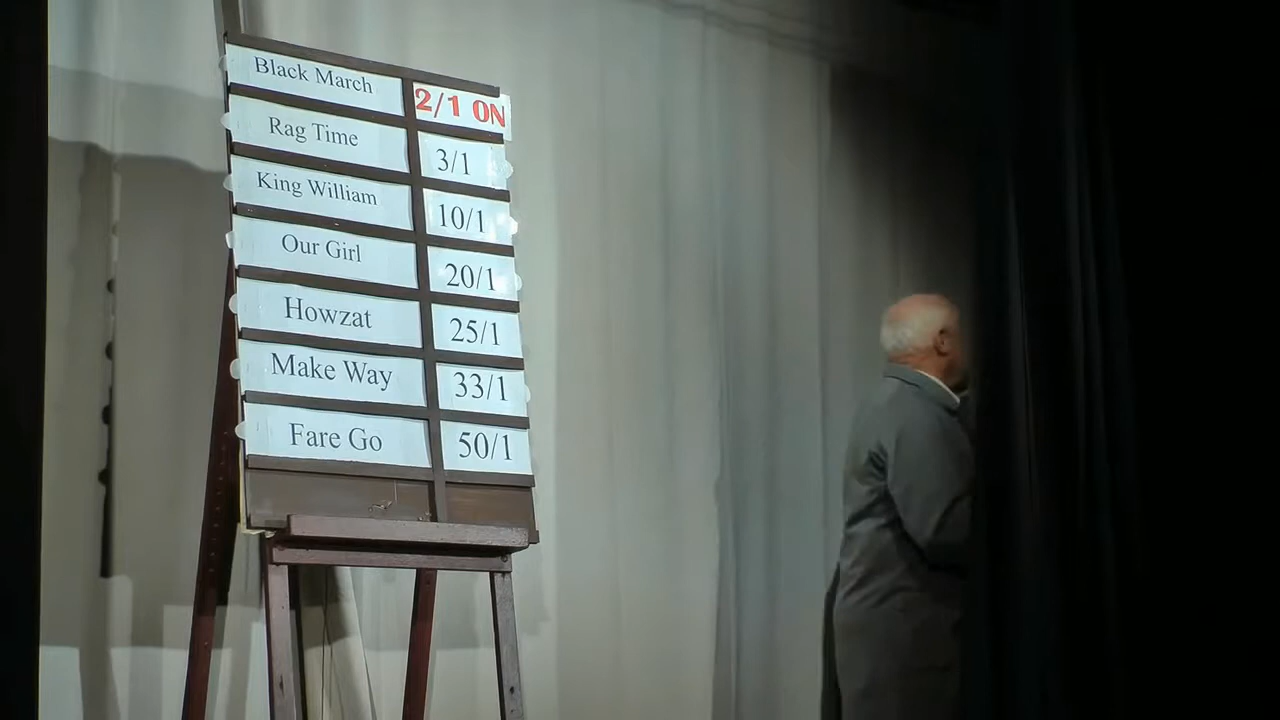 Black March 2/1 ON
Rag Time 3/1
King William 10/1
Our Girl 20/1
Howzat 25/1
Make Way 33/1
Fare Go 50/1